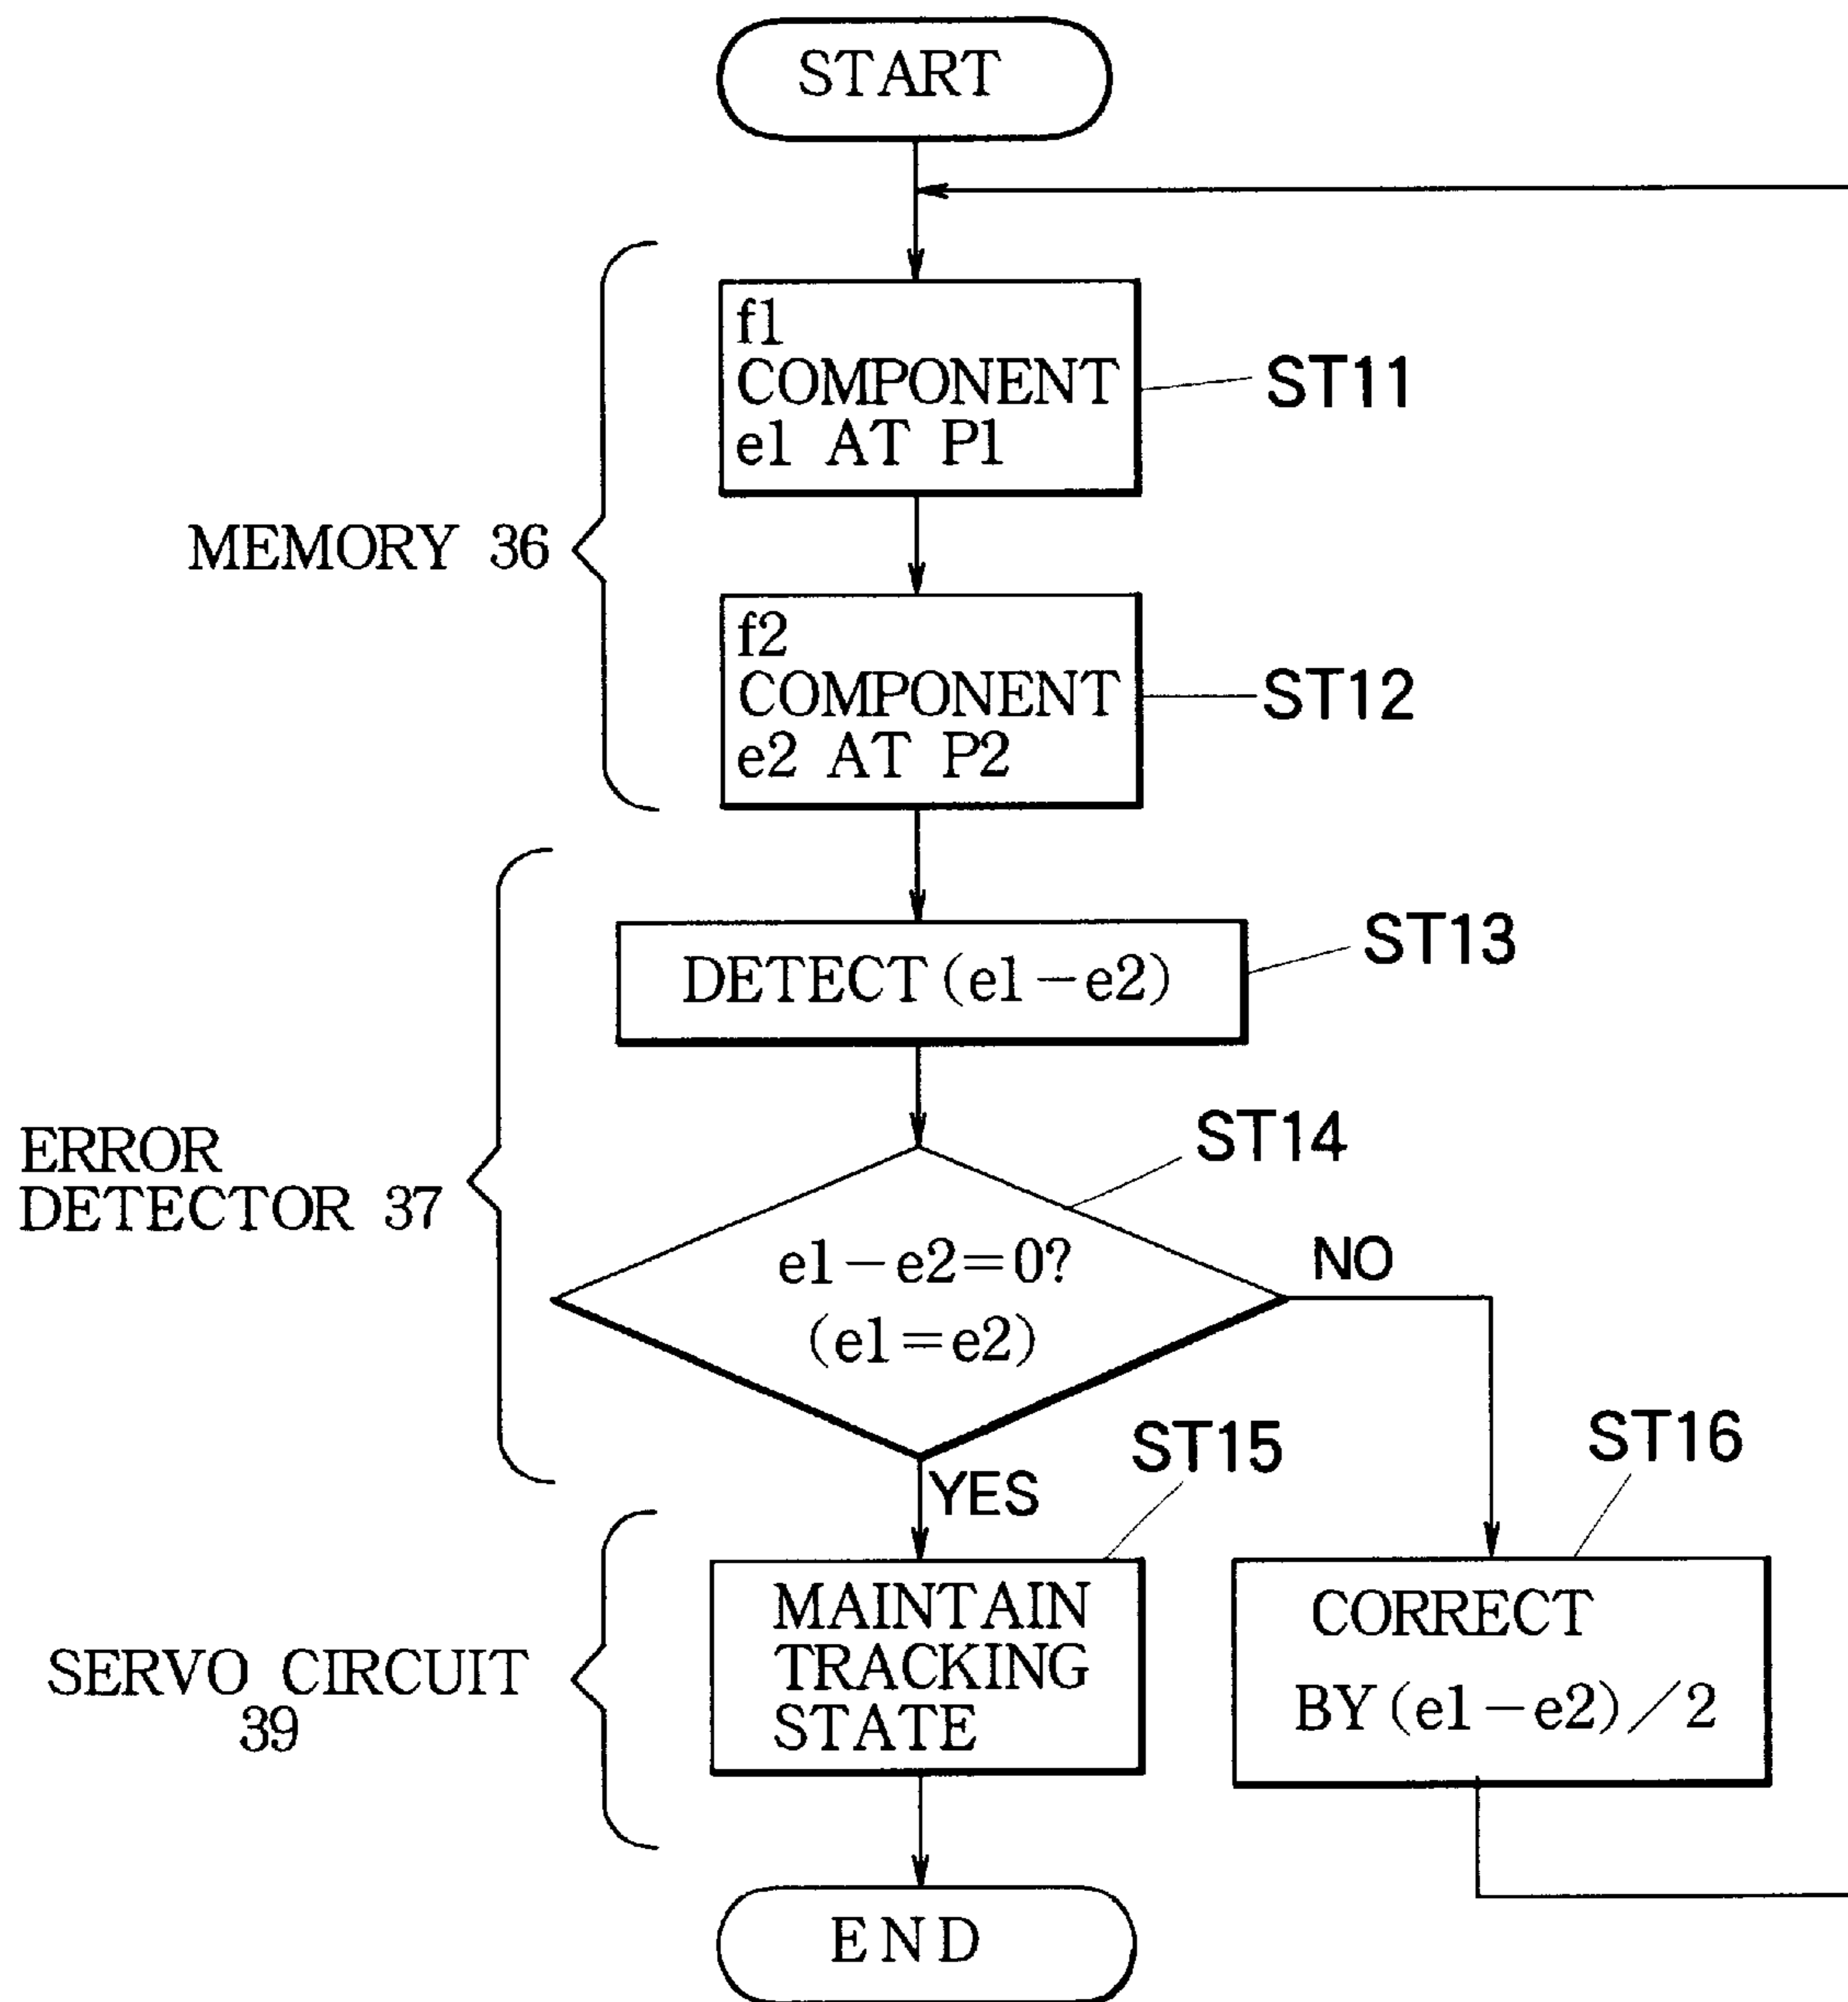 START
f1
COMPONENT
e1 AT P1
ST11
MEMORY 36
f2
COMPONENT
e2 AT P2
ST12
DETECT (e1−e2)
ST13
ERROR
DETECTOR 37
ST14
e1−e2=0?
(e1=e2)
NO
YES
ST15
ST16
SERVO CIRCUIT
39
MAINTAIN
TRACKING
STATE
CORRECT
BY (e1−e2)/2
END